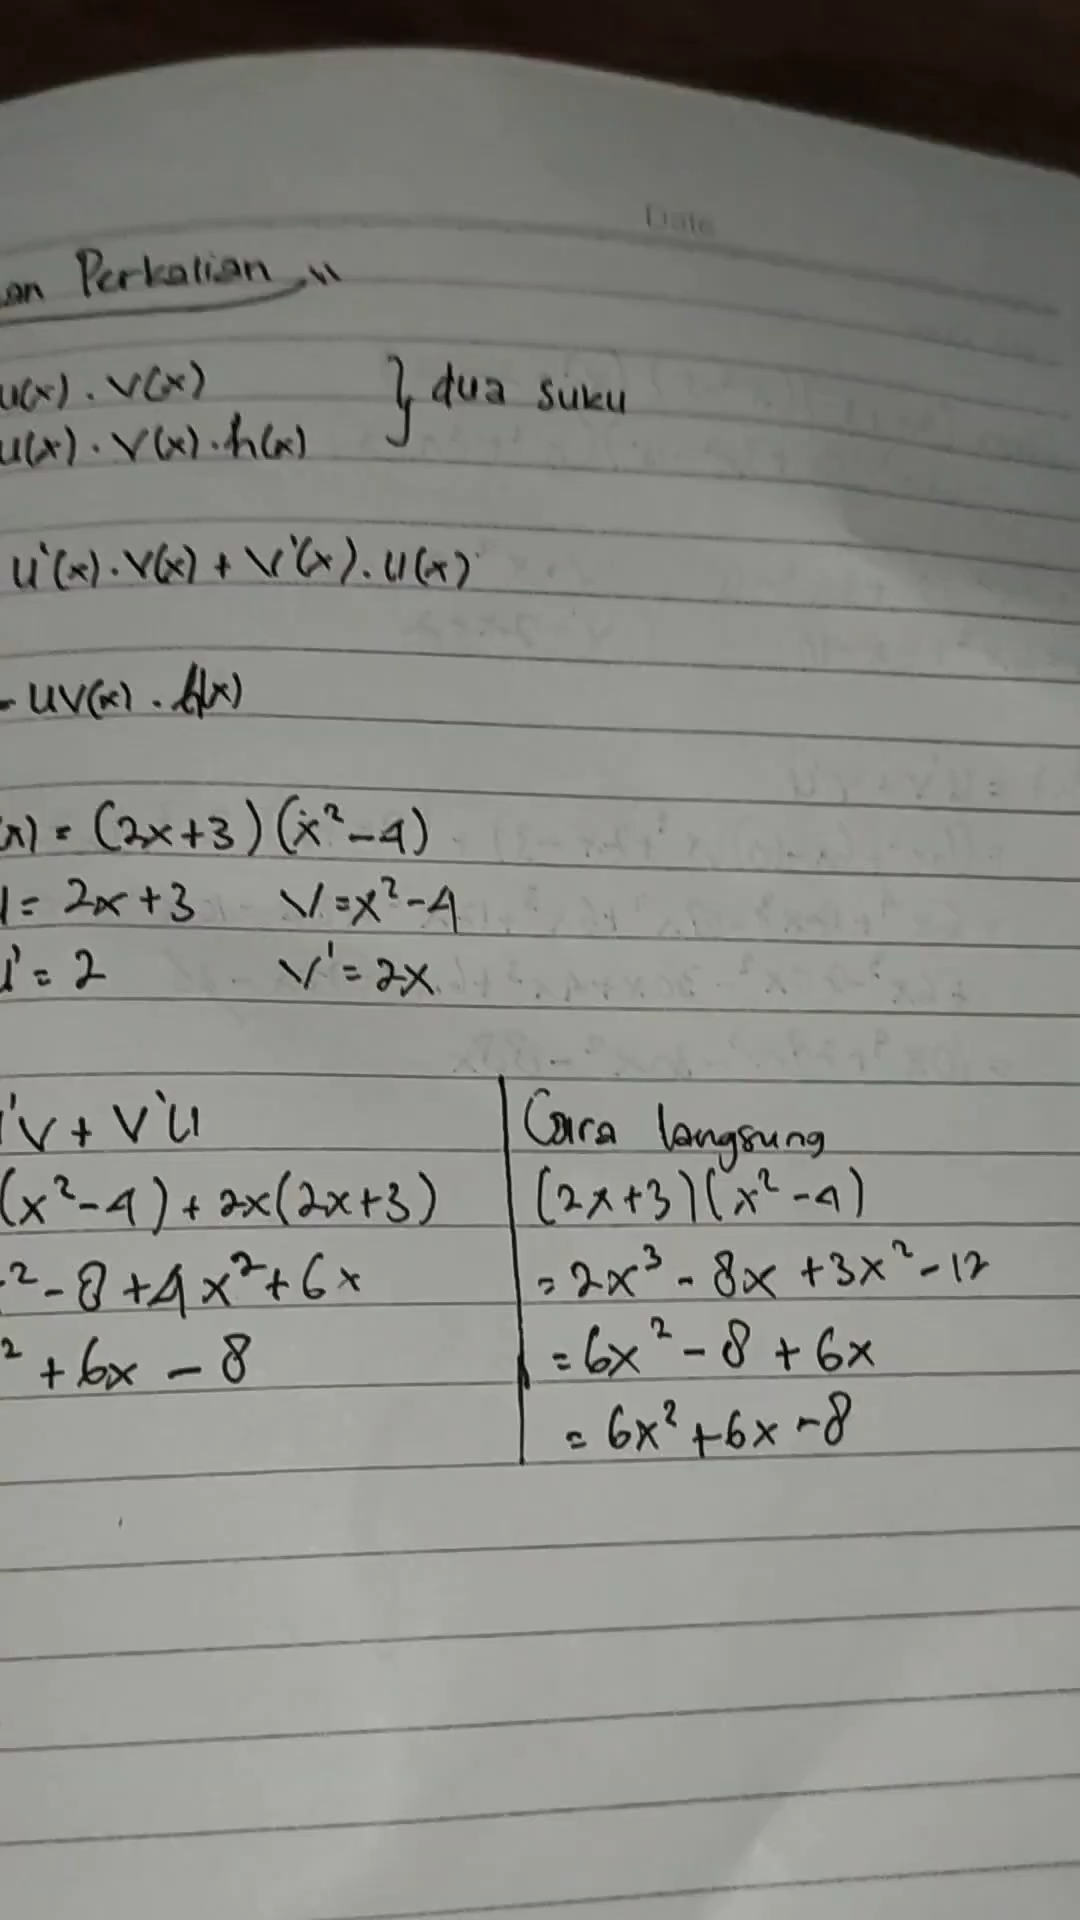 Date
an Perkalian "
u(x) . v(x) } dua suku
u(x) . v(x) . h(x)
u'(x) . v(x) + v'(x) . u(x)
- uv(x) . h(x)
x) = (2x+3)(x²-4)
= 2x+3 v = x²-4
u' = 2 v' = 2x
'v + v'u
(x²-4) + 2x(2x+3)
² - 8 + 4x² + 6x
² + 6x - 8
Cara langsung
(2x+3)(x²-4)
= 2x³ - 8x + 3x² - 12
= 6x² - 8 + 6x
= 6x² + 6x - 8